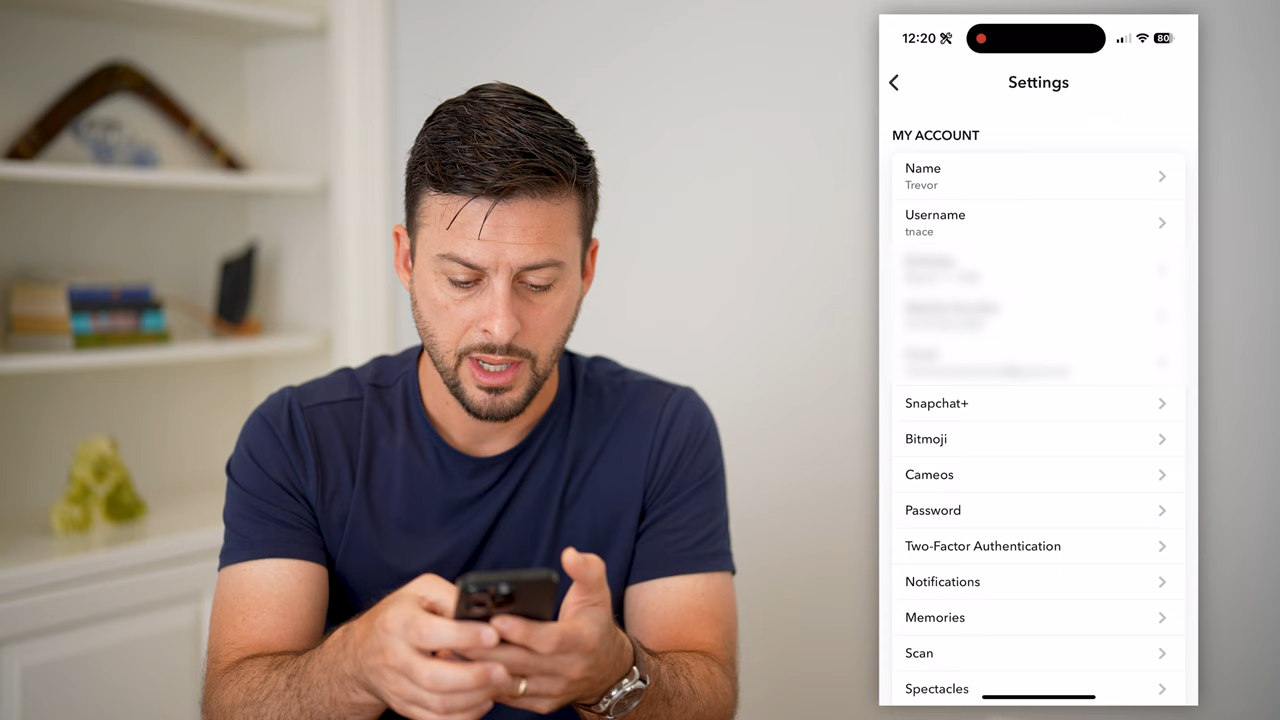 12:20
80
Settings
MY ACCOUNT
Name
Trevor
Username
tnace
Snapchat+
Bitmoji
Cameos
Password
Two-Factor Authentication
Notifications
Memories
Scan
Spectacles